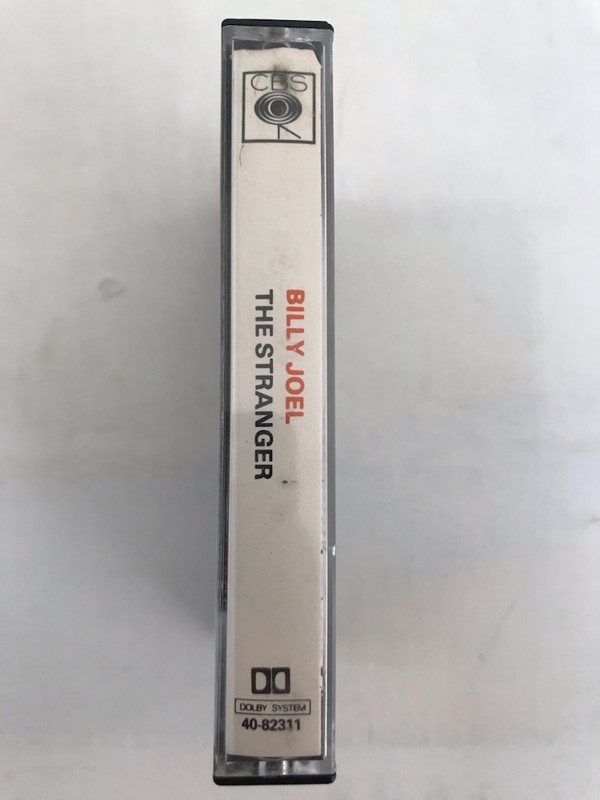 CBS
BILLY JOEL
THE STRANGER
DOLBY SYSTEM
40-82311